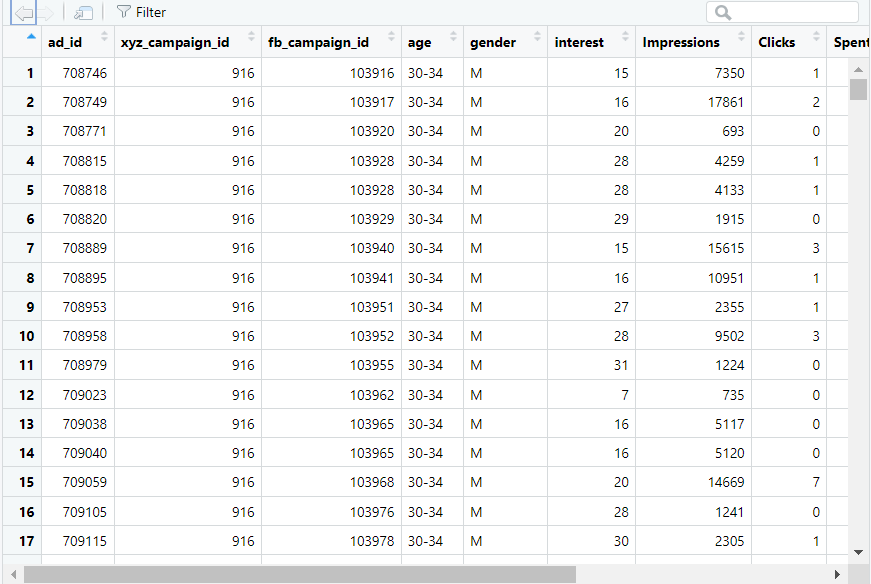 Filter
ad_id xyz_campaign_id fb_campaign_id age gender interest Impressions Clicks Spent
1 708746 916 103916 30-34 M 15 7350 1
2 708749 916 103917 30-34 M 16 17861 2
3 708771 916 103920 30-34 M 20 693 0
4 708815 916 103928 30-34 M 28 4259 1
5 708818 916 103928 30-34 M 28 4133 1
6 708820 916 103929 30-34 M 29 1915 0
7 708889 916 103940 30-34 M 15 15615 3
8 708895 916 103941 30-34 M 16 10951 1
9 708953 916 103951 30-34 M 27 2355 1
10 708958 916 103952 30-34 M 28 9502 3
11 708979 916 103955 30-34 M 31 1224 0
12 709023 916 103962 30-34 M 7 735 0
13 709038 916 103965 30-34 M 16 5117 0
14 709040 916 103965 30-34 M 16 5120 0
15 709059 916 103968 30-34 M 20 14669 7
16 709105 916 103976 30-34 M 28 1241 0
17 709115 916 103978 30-34 M 30 2305 1